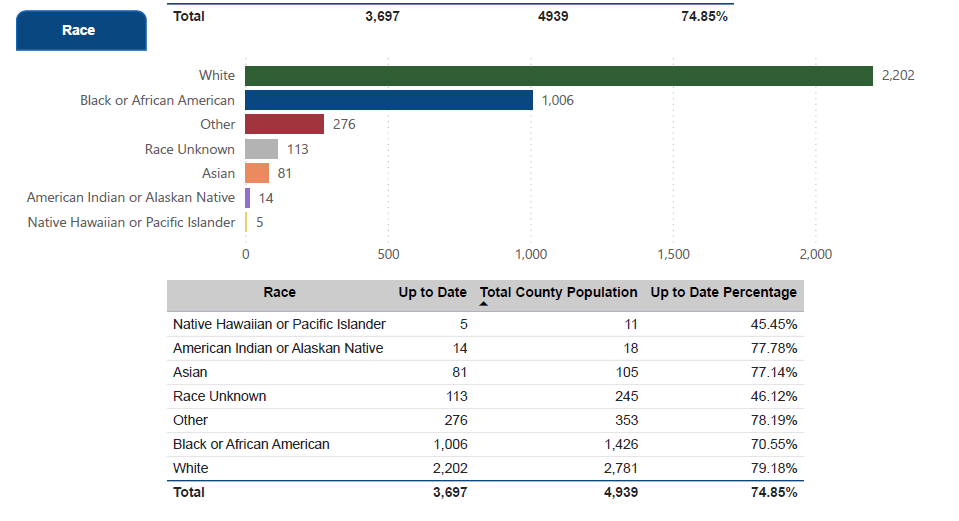 Total 3,697 4939 74.85%
Race
White 2,202
Black or African American 1,006
Other 276
Race Unknown 113
Asian 81
American Indian or Alaskan Native 14
Native Hawaiian or Pacific Islander 5
0 500 1,000 1,500 2,000
Race Up to Date Total County Population Up to Date Percentage
Native Hawaiian or Pacific Islander 5 11 45.45%
American Indian or Alaskan Native 14 18 77.78%
Asian 81 105 77.14%
Race Unknown 113 245 46.12%
Other 276 353 78.19%
Black or African American 1,006 1,426 70.55%
White 2,202 2,781 79.18%
Total 3,697 4,939 74.85%